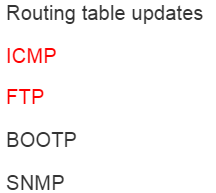 Routing table updates
ICMP
FTP
BOOTP
SNMP